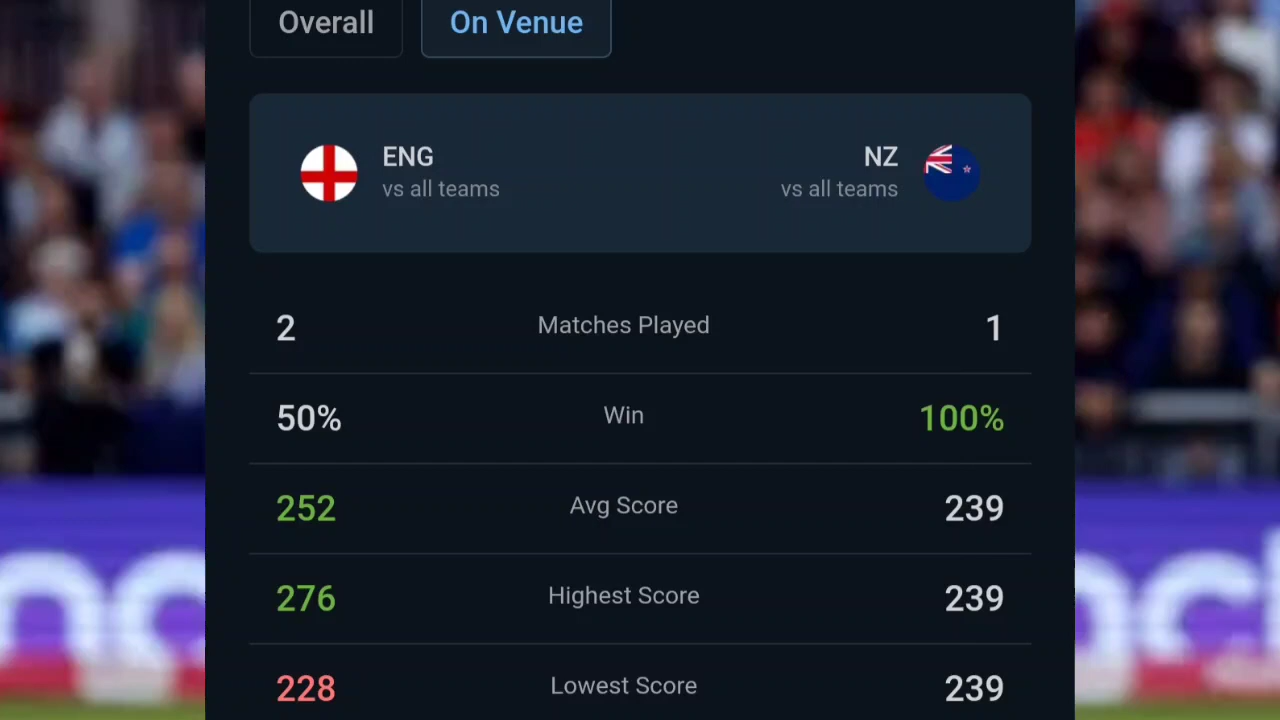 Overall On Venue
ENG NZ
vs all teams vs all teams
2 Matches Played 1
50% Win 100%
252 Avg Score 239
276 Highest Score 239
228 Lowest Score 239